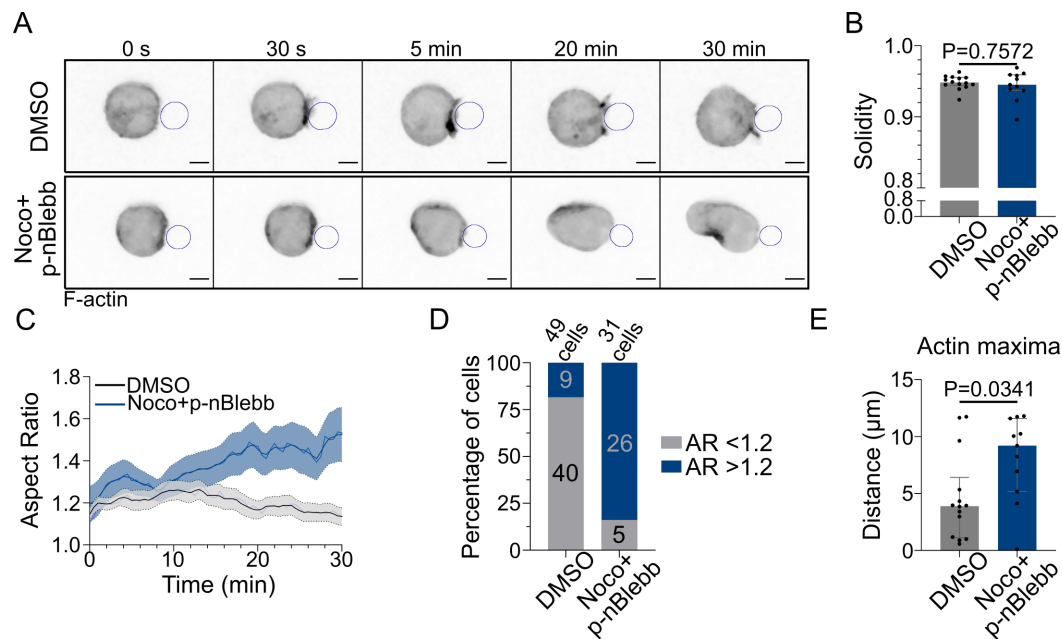 A
0 s
30 s
5 min
20 min
30 min
DMSO
Noco+
p-nBlebb
F-actin
B
P=0.7572
Solidity
1.0
0.9
0.8
0.8
0.0
DMSO
Noco+
p-nBlebb
C
DMSO
Noco+p-nBlebb
Aspect Ratio
1.8
1.6
1.4
1.2
1.0
0
10
20
30
Time (min)
D
49
cells
31
cells
Percentage of cells
100
75
50
25
0
9
40
26
5
AR <1.2
AR >1.2
DMSO
Noco+
p-nBlebb
E
Actin maxima
P=0.0341
Distance (μm)
15
10
5
0
DMSO
Noco+
p-nBlebb